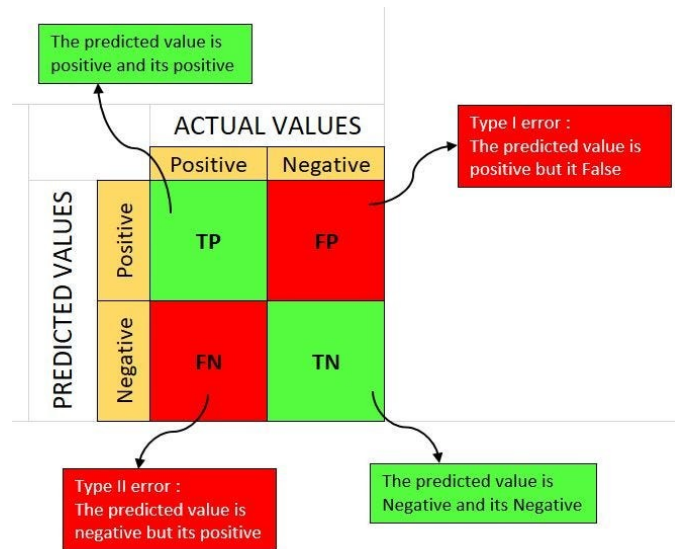 The predicted value is
positive and its positive
ACTUAL VALUES
Type I error :
The predicted value is
positive but it False
Positive
Negative
PREDICTED VALUES
Positive
TP
FP
Negative
FN
TN
Type II error :
The predicted value is
negative but its positive
The predicted value is
Negative and its Negative